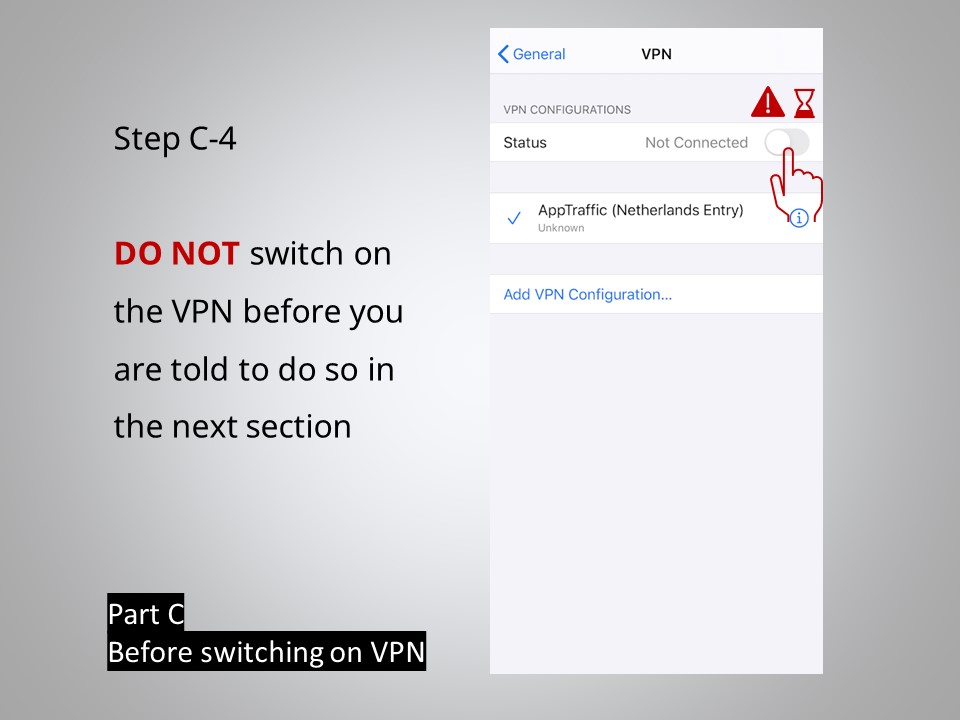 Step C-4
DO NOT switch on
the VPN before you
are told to do so in
the next section
Part C
Before switching on VPN
General
VPN
VPN CONFIGURATIONS
Status
Not Connected
AppTraffic (Netherlands Entry)
Unknown
Add VPN Configuration...